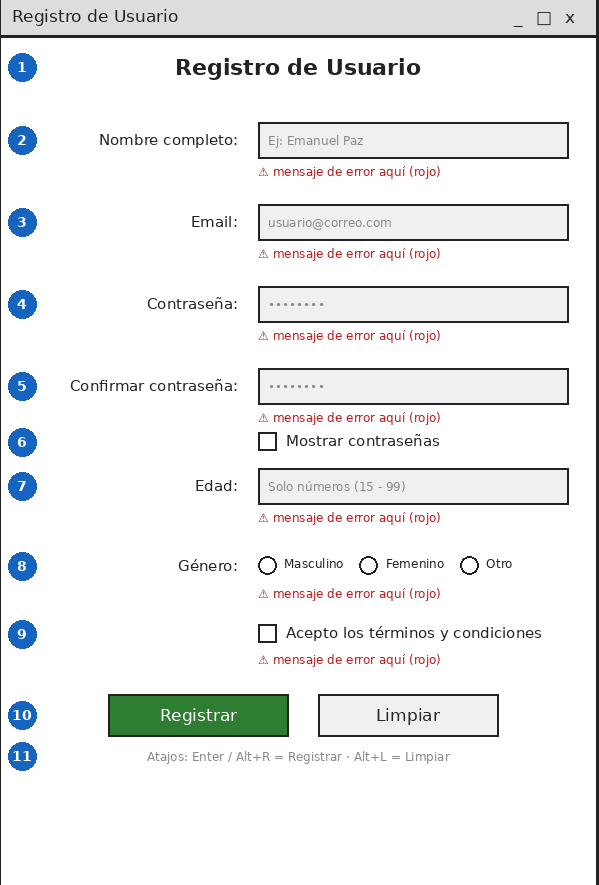 Registro de Usuario _ □ x
1 Registro de Usuario
2 Nombre completo: Ej: Emanuel Paz
⚠ mensaje de error aquí (rojo)
3 Email: usuario@correo.com
⚠ mensaje de error aquí (rojo)
4 Contraseña: ••••••••
⚠ mensaje de error aquí (rojo)
5 Confirmar contraseña: ••••••••
⚠ mensaje de error aquí (rojo)
6 Mostrar contraseñas
7 Edad: Solo números (15 - 99)
⚠ mensaje de error aquí (rojo)
8 Género: Masculino Femenino Otro
⚠ mensaje de error aquí (rojo)
9 Acepto los términos y condiciones
⚠ mensaje de error aquí (rojo)
10 Registrar Limpiar
11 Atajos: Enter / Alt+R = Registrar · Alt+L = Limpiar